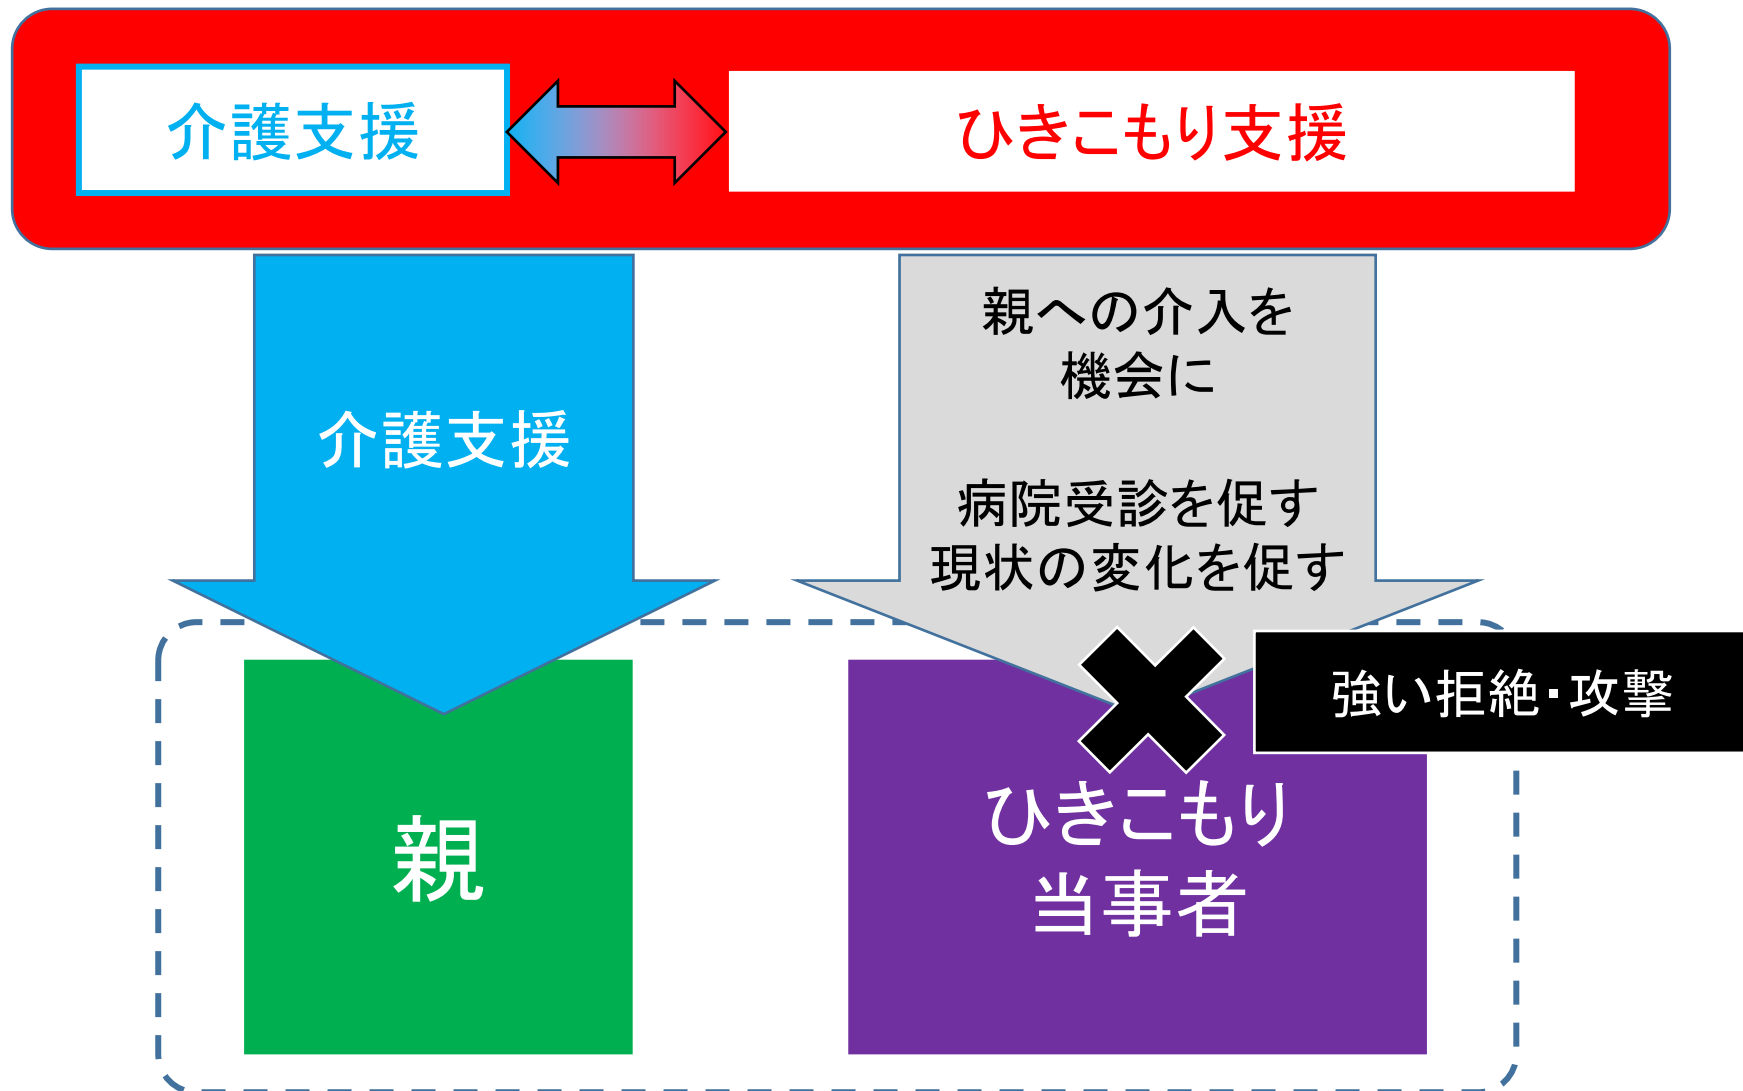 介護支援
ひきこもり支援
介護支援
親への介入を
機会に
病院受診を促す
現状の変化を促す
強い拒絶・攻撃
親
ひきこもり
当事者